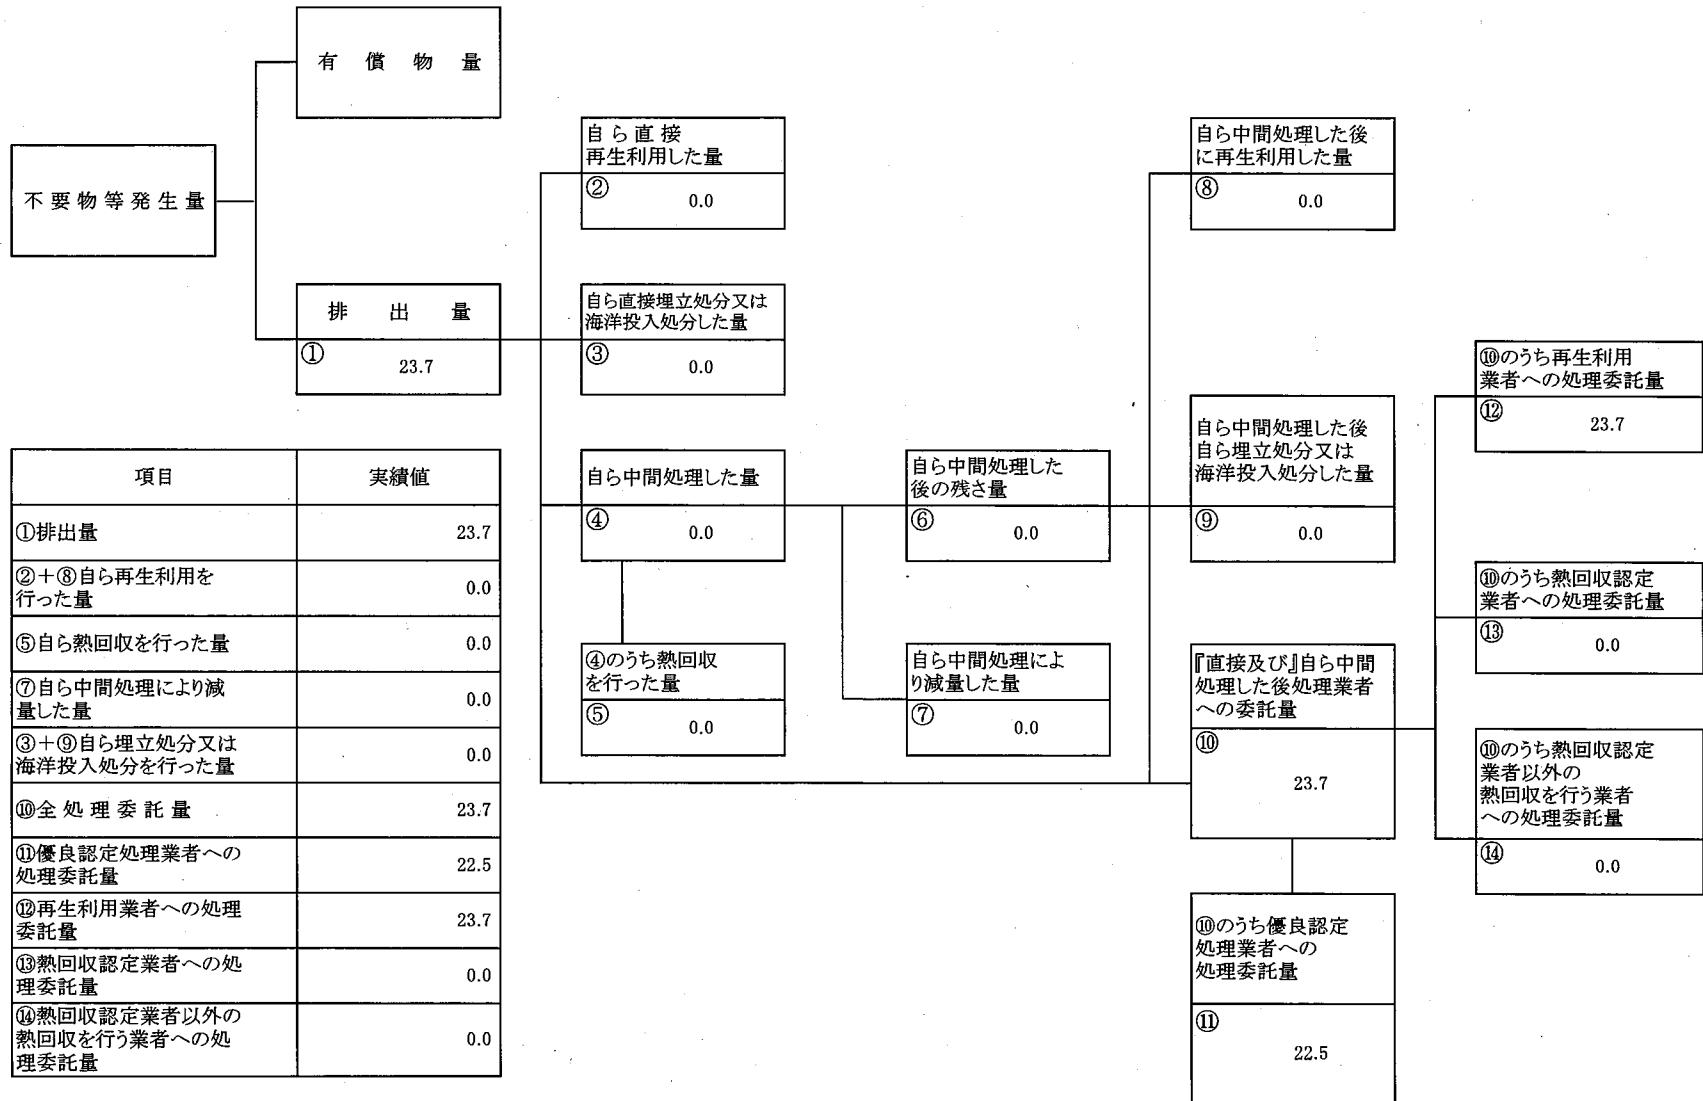 有償物量
不要物等発生量
排出量
①
23.7
自ら直接
再生利用した量
②
0.0
自ら直接埋立処分又は
海洋投入処分した量
③
0.0
自ら中間処理した量
④
0.0
④のうち熱回収
を行った量
⑤
0.0
自ら中間処理した
後の残さ量
⑥
0.0
自ら中間処理によ
り減量した量
⑦
0.0
自ら中間処理した後
に再生利用した量
⑧
0.0
自ら中間処理した後
自ら埋立処分又は
海洋投入処分した量
⑨
0.0
『直接及び』自ら中間
処理した後処理業者
への委託量
⑩
23.7
⑩のうち優良認定
処理業者への
処理委託量
⑪
22.5
⑩のうち再生利用
業者への処理委託量
⑫
23.7
⑩のうち熱回収認定
業者への処理委託量
⑬
0.0
⑩のうち熱回収認定
業者以外の
熱回収を行う業者
への処理委託量
⑭
0.0
項目 実績値
①排出量 23.7
②+⑧自ら再生利用を
行った量 0.0
⑤自ら熱回収を行った量 0.0
⑦自ら中間処理により減
量した量 0.0
③+⑨自ら埋立処分又は
海洋投入処分を行った量 0.0
⑩全処理委託量 23.7
⑪優良認定処理業者への
処理委託量 22.5
⑫再生利用業者への処理
委託量 23.7
⑬熱回収認定業者への処
理委託量 0.0
⑭熱回収認定業者以外の
熱回収を行う業者への処
理委託量 0.0